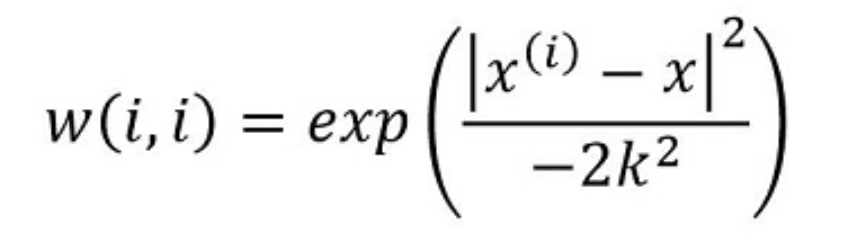 w(i, i) = exp(|x^(i) − x|^2 / −2k^2)